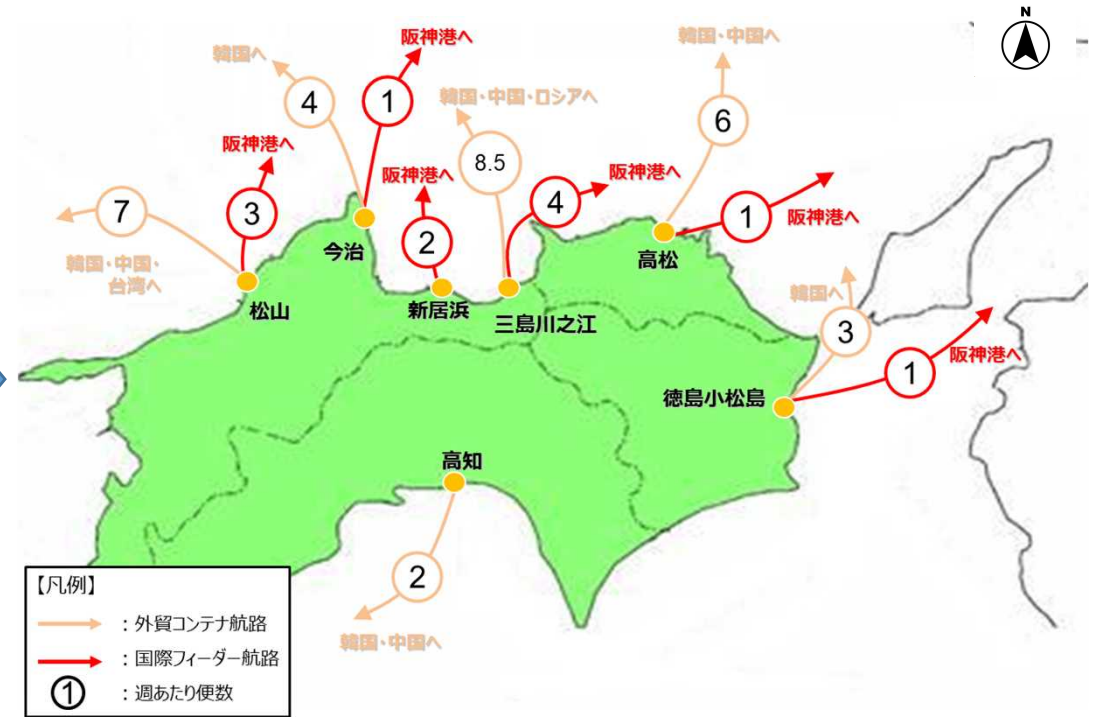 N
阪神港へ
韓国へ
韓国・中国へ
4
1
韓国・中国・ロシアへ
6
8.5
阪神港へ
阪神港へ
阪神港へ
7
3
4
2
1
阪神港へ
今治
高松
韓国・中国・
台湾へ
松山
新居浜
三島川之江
韓国へ
3
阪神港へ
1
徳島小松島
高知
2
韓国・中国へ
【凡例】
：外貿コンテナ航路
：国際フィーダー航路
① ：週あたり便数